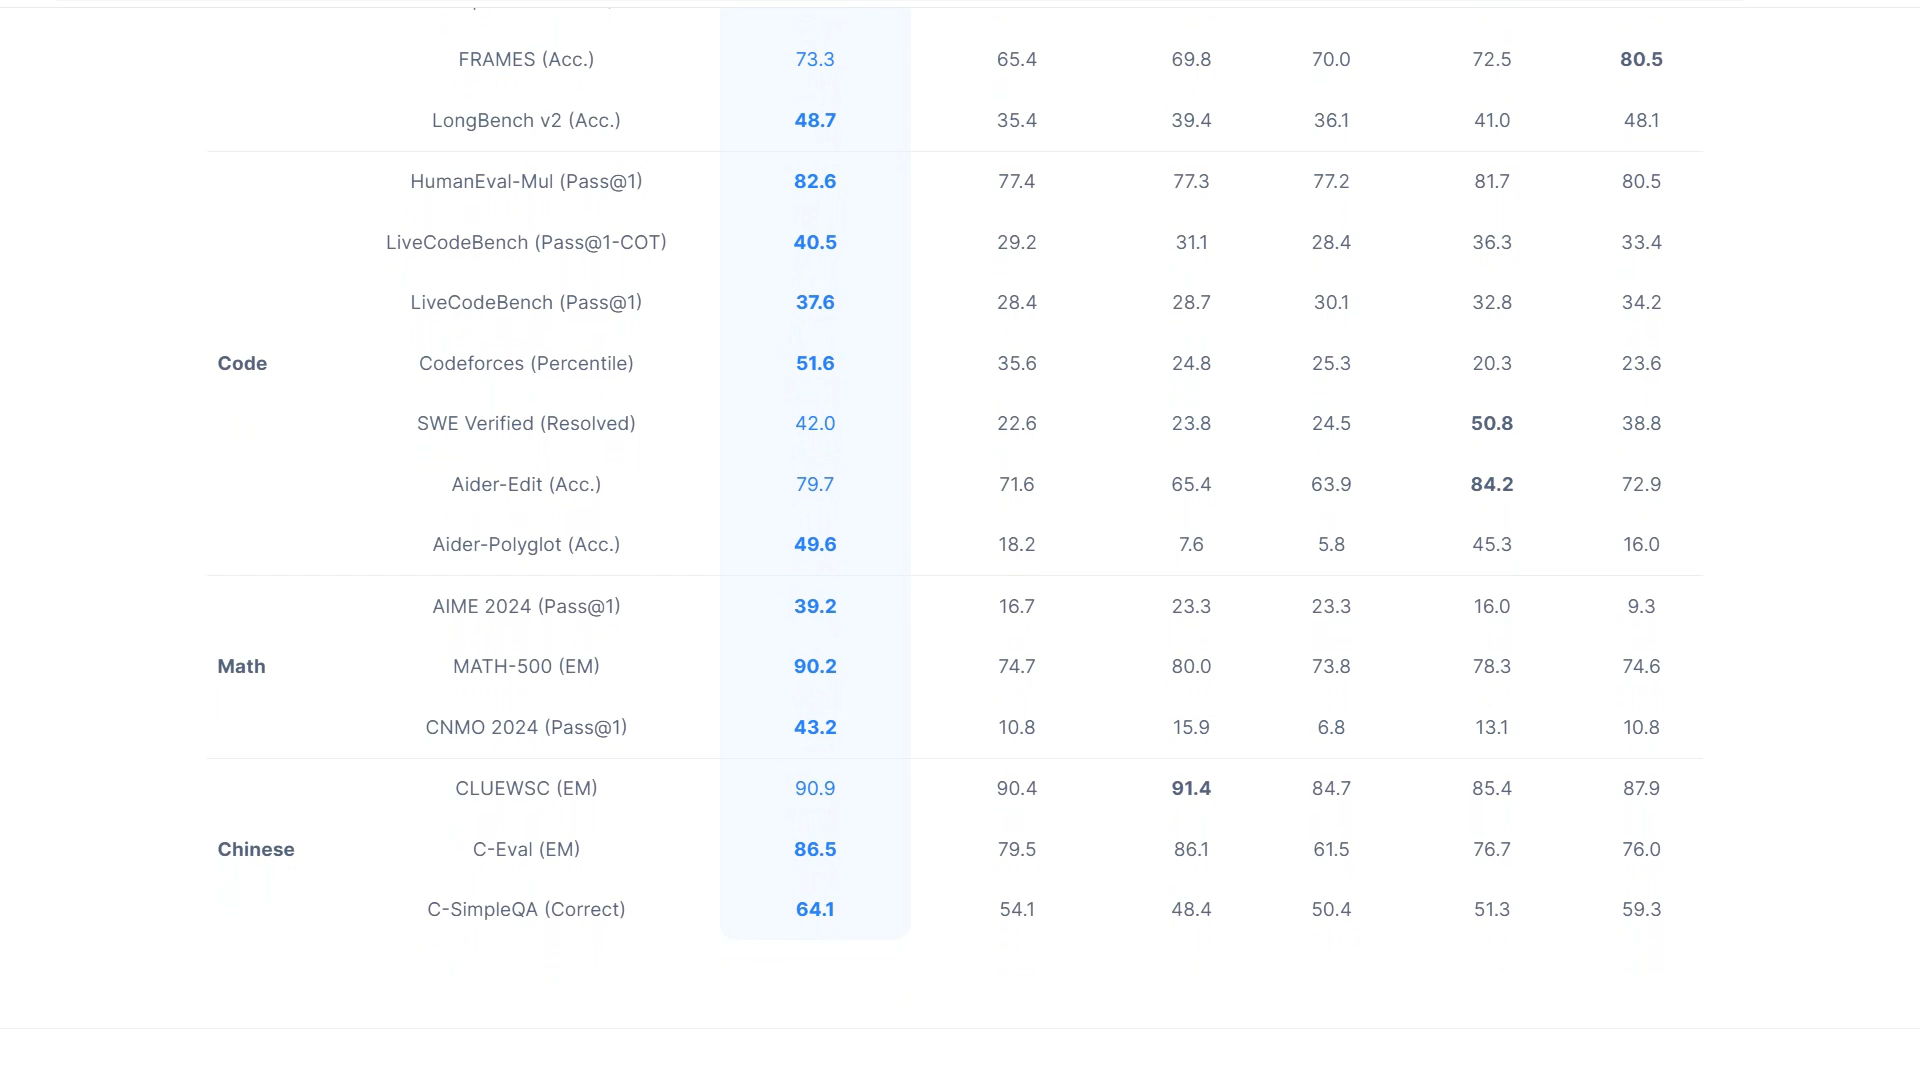 FRAMES (Acc.) 73.3 65.4 69.8 70.0 72.5 80.5
LongBench v2 (Acc.) 48.7 35.4 39.4 36.1 41.0 48.1
HumanEval-Mul (Pass@1) 82.6 77.4 77.3 77.2 81.7 80.5
LiveCodeBench (Pass@1-COT) 40.5 29.2 31.1 28.4 36.3 33.4
LiveCodeBench (Pass@1) 37.6 28.4 28.7 30.1 32.8 34.2
Code Codeforces (Percentile) 51.6 35.6 24.8 25.3 20.3 23.6
SWE Verified (Resolved) 42.0 22.6 23.8 24.5 50.8 38.8
Aider-Edit (Acc.) 79.7 71.6 65.4 63.9 84.2 72.9
Aider-Polyglot (Acc.) 49.6 18.2 7.6 5.8 45.3 16.0
AIME 2024 (Pass@1) 39.2 16.7 23.3 23.3 16.0 9.3
Math MATH-500 (EM) 90.2 74.7 80.0 73.8 78.3 74.6
CNMO 2024 (Pass@1) 43.2 10.8 15.9 6.8 13.1 10.8
CLUEWSC (EM) 90.9 90.4 91.4 84.7 85.4 87.9
Chinese C-Eval (EM) 86.5 79.5 86.1 61.5 76.7 76.0
C-SimpleQA (Correct) 64.1 54.1 48.4 50.4 51.3 59.3